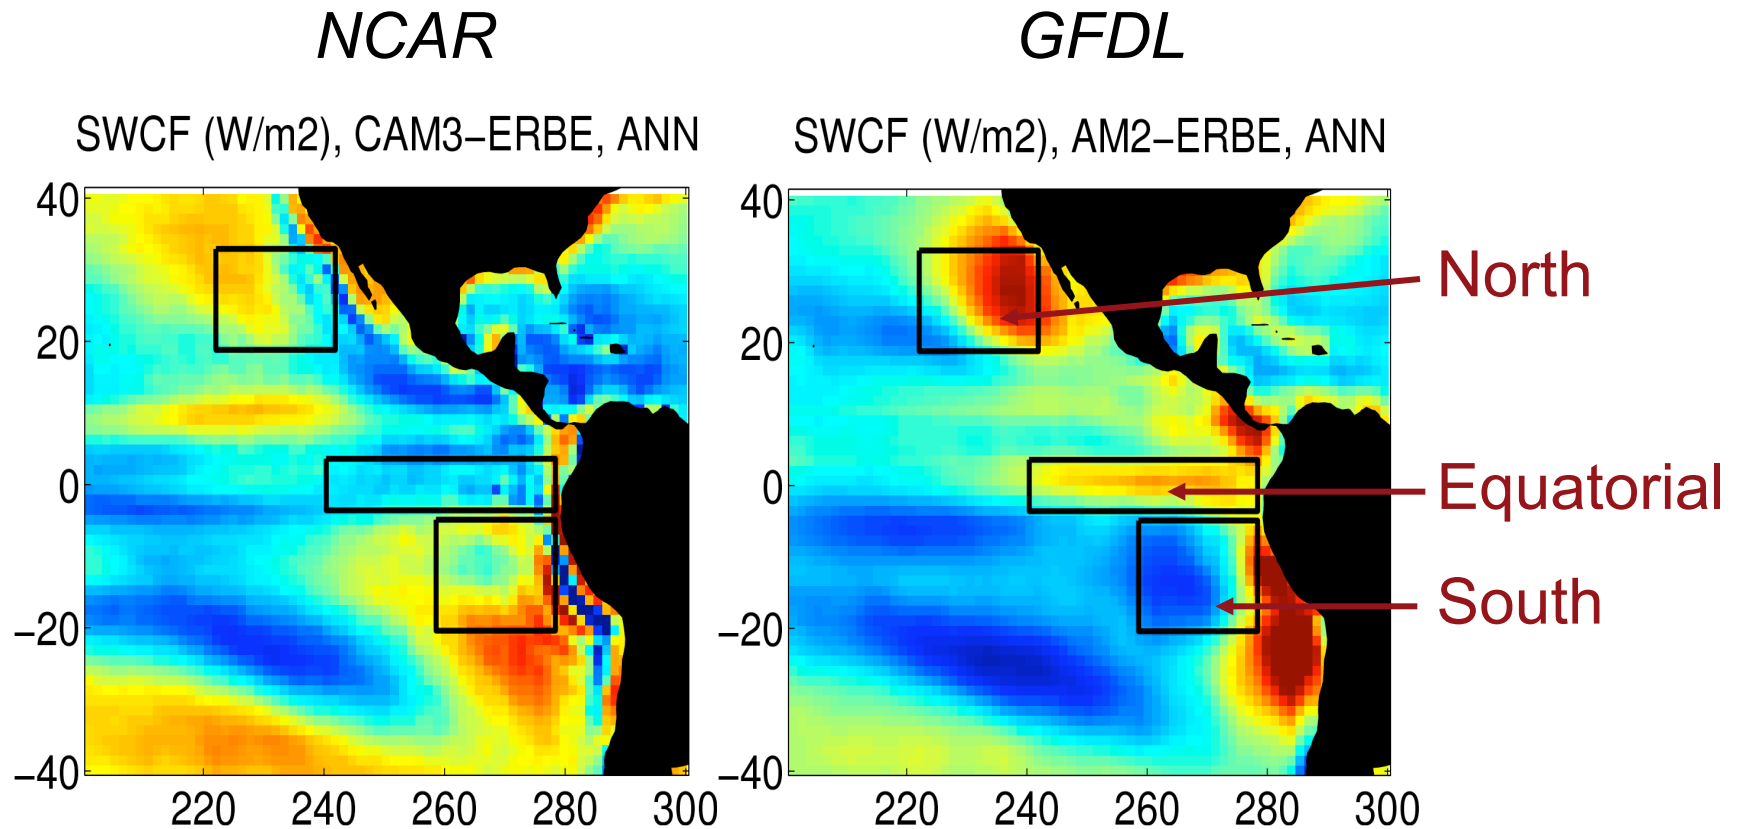 NCAR
GFDL
SWCF (W/m2), CAM3−ERBE, ANN
SWCF (W/m2), AM2−ERBE, ANN
40
20
0
−20
−40
220
240
260
280
300
40
20
0
−20
−40
220
240
260
280
300
North
Equatorial
South